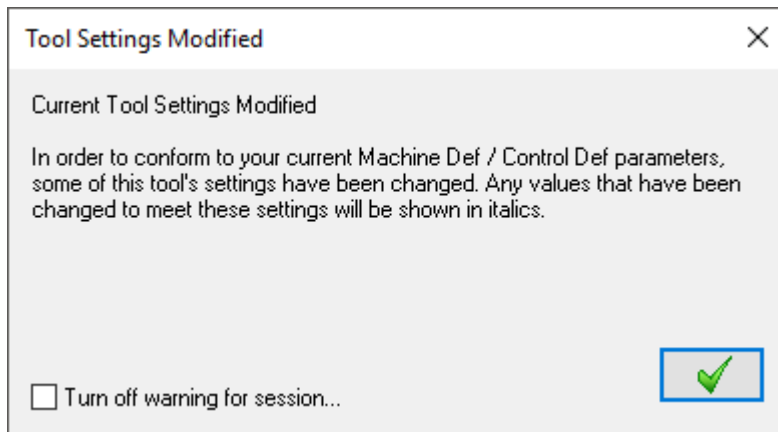 Tool Settings Modified
Current Tool Settings Modified
In order to conform to your current Machine Def / Control Def parameters,
some of this tool's settings have been changed. Any values that have been
changed to meet these settings will be shown in italics.
Turn off warning for session...